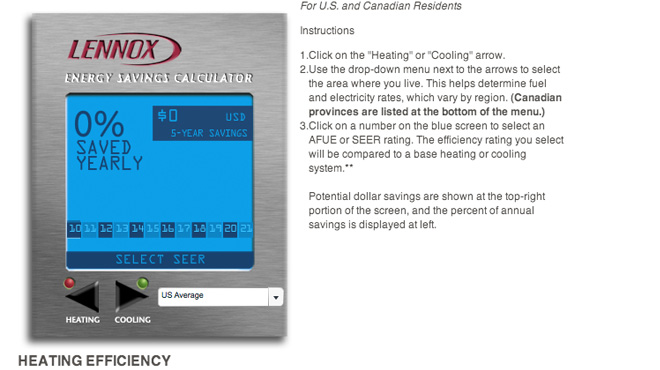 For U.S. and Canadian Residents
Instructions
1.Click on the "Heating" or "Cooling" arrow.
2.Use the drop-down menu next to the arrows to select
the area where you live. This helps determine fuel
and electricity rates, which vary by region. (Canadian
provinces are listed at the bottom of the menu.)
3.Click on a number on the blue screen to select an
AFUE or SEER rating. The efficiency rating you select
will be compared to a base heating or cooling
system.**
Potential dollar savings are shown at the top-right
portion of the screen, and the percent of annual
savings is displayed at left.
LENNOX
ENERGY SAVINGS CALCULATOR
0%
SAVED
YEARLY
$0 USD
5-YEAR SAVINGS
10 11 12 13 14 15 16 17 18 19 20 21
SELECT SEER
US Average
HEATING COOLING
HEATING EFFICIENCY